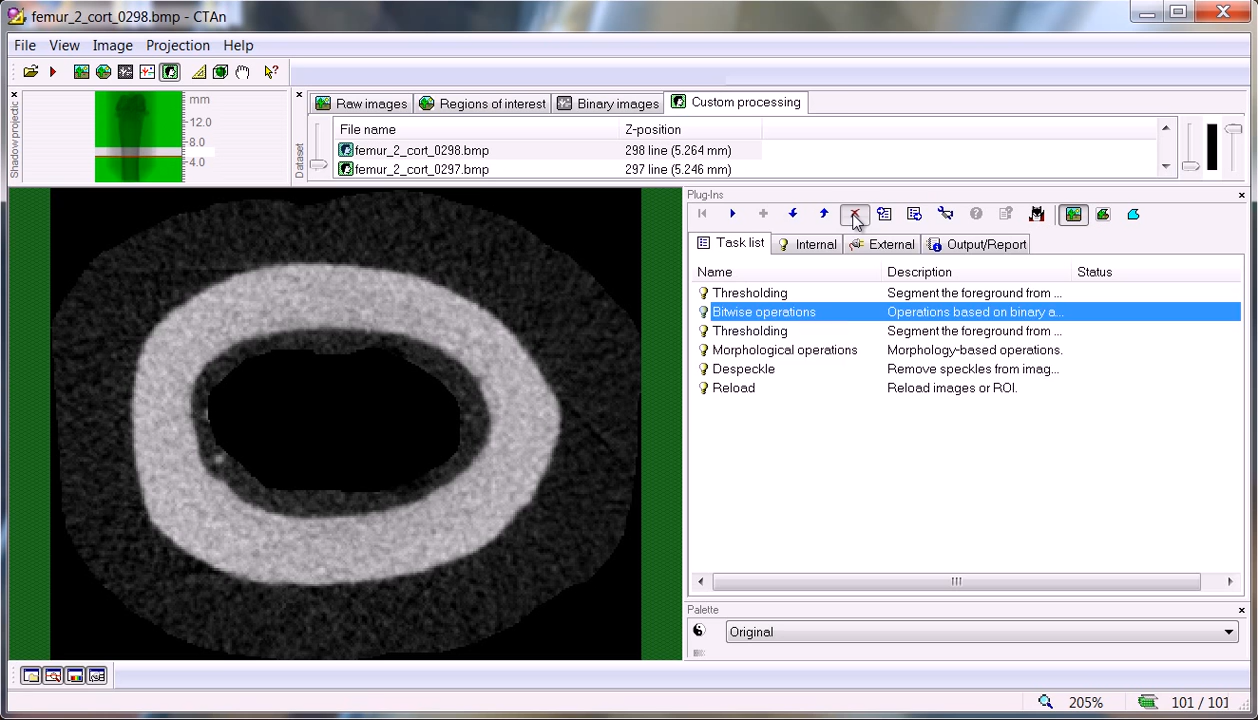 femur_2_cort_0298.bmp - CTAn
File View Image Projection Help
Shadow projectio
mm
12.0
8.0
4.0
Dataset
Raw images Regions of interest Binary images Custom processing
File name Z-position
femur_2_cort_0298.bmp 298 line (5.264 mm)
femur_2_cort_0297.bmp 297 line (5.246 mm)
Plug-Ins
Task list Internal External Output/Report
Name Description Status
Thresholding Segment the foreground from ...
Bitwise operations Operations based on binary a...
Thresholding Segment the foreground from ...
Morphological operations Morphology-based operations.
Despeckle Remove speckles from imag...
Reload Reload images or ROI.
Palette
Original
205% 101 / 101